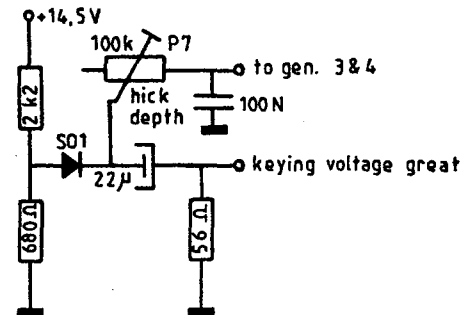 +14,5V
100k P7
to gen. 3&4
2k2
hick
depth
100N
S01
22µ
keying voltage great
680Ω
56Ω